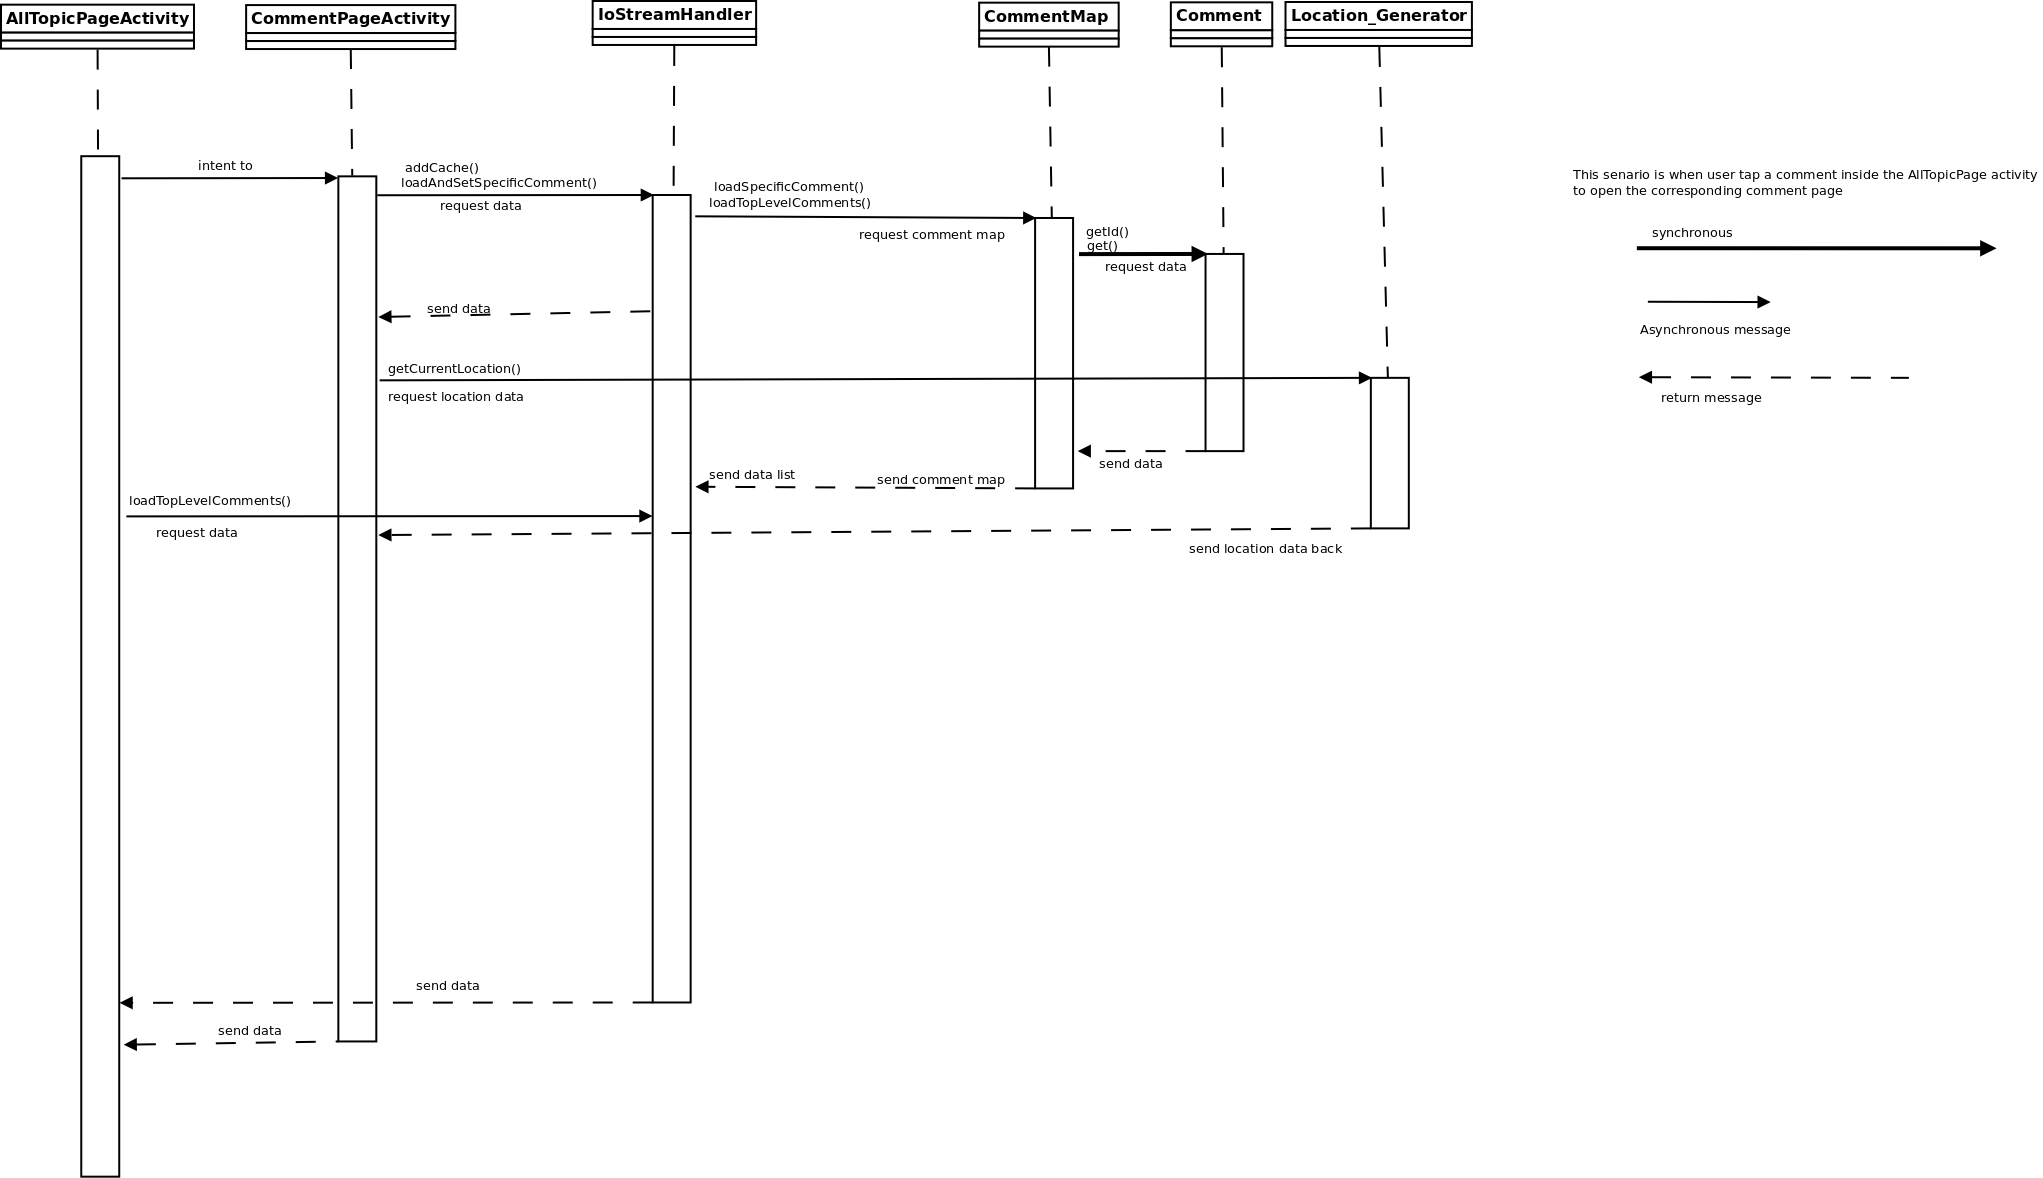 AllTopicPageActivity
CommentPageActivity
IoStreamHandler
CommentMap
Comment
Location_Generator
intent to
addCache()
loadAndSetSpecificComment()
request data
loadSpecificComment()
loadTopLevelComments()
request comment map
getId()
get()
request data
This senario is when user tap a comment inside the AllTopicPage activity
to open the corresponding comment page
synchronous
Asynchronous message
return message
send data
getCurrentLocation()
request location data
send data
send data list
send comment map
loadTopLevelComments()
request data
send location data back
send data
send data